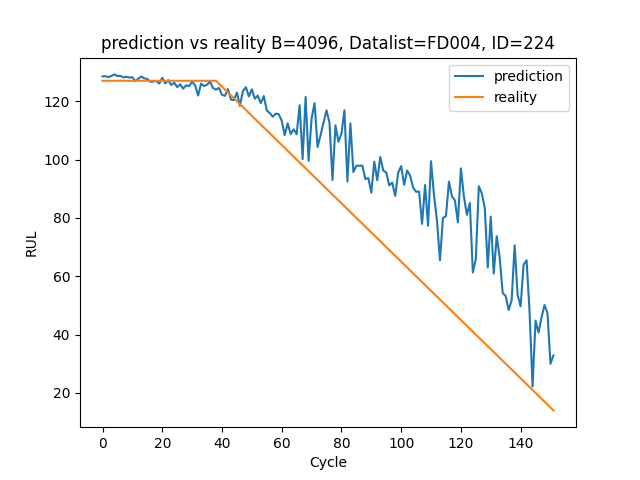 prediction vs reality B=4096, Datalist=FD004, ID=224
prediction
reality
RUL
120
100
80
60
40
20
0 20 40 60 80 100 120 140
Cycle